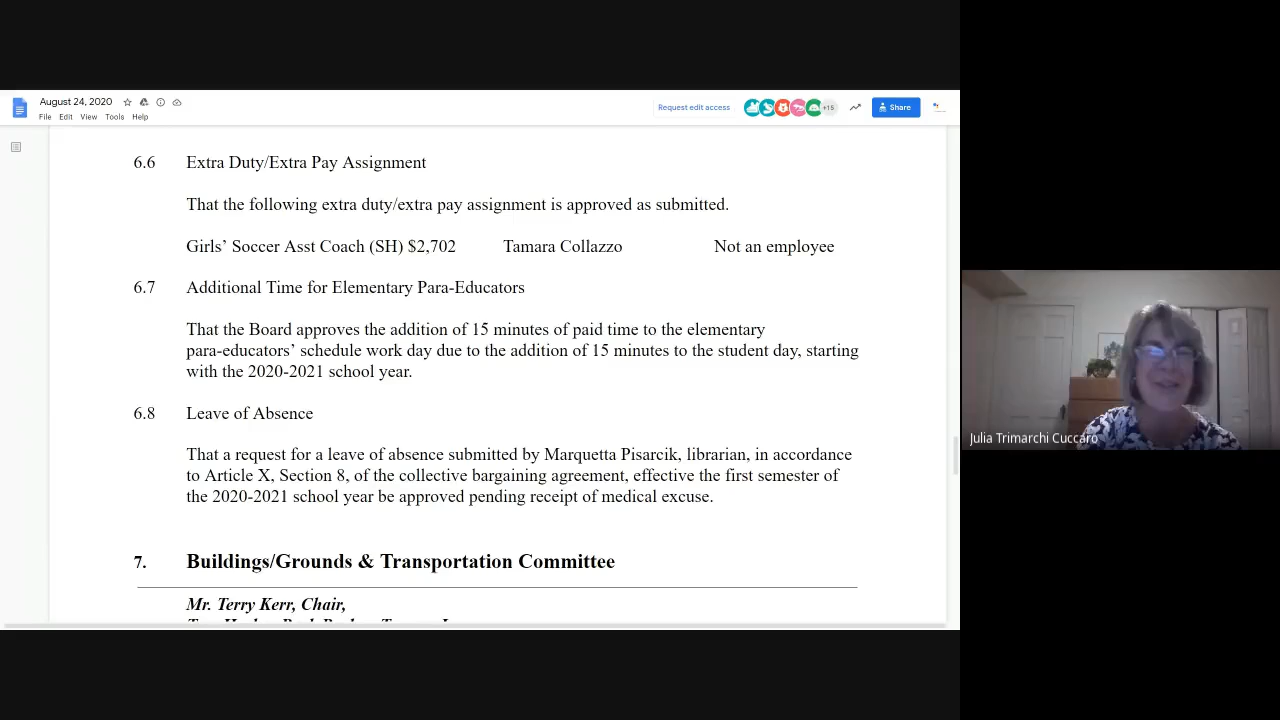 August 24, 2020
File Edit View Tools Help
Request edit access
+15
Share
6.6 Extra Duty/Extra Pay Assignment
That the following extra duty/extra pay assignment is approved as submitted.
Girls’ Soccer Asst Coach (SH) $2,702 Tamara Collazzo Not an employee
6.7 Additional Time for Elementary Para-Educators
That the Board approves the addition of 15 minutes of paid time to the elementary
para-educators’ schedule work day due to the addition of 15 minutes to the student day, starting
with the 2020-2021 school year.
6.8 Leave of Absence
That a request for a leave of absence submitted by Marquetta Pisarcik, librarian, in accordance
to Article X, Section 8, of the collective bargaining agreement, effective the first semester of
the 2020-2021 school year be approved pending receipt of medical excuse.
7. Buildings/Grounds & Transportation Committee
Mr. Terry Kerr, Chair,
Julia Trimarchi Cuccaro